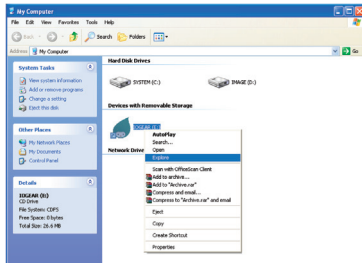 My Computer
File Edit View Favorites Tools Help
Back Search Folders
Address My Computer Go
System Tasks
View system information
Add or remove programs
Change a setting
Eject this disk
Other Places
My Network Places
My Documents
Control Panel
Details
IOGEAR (I:)
CD Drive
File System: CDFS
Free Space: 0 bytes
Total Size: 26.6 MB
Hard Disk Drives
SYSTEM (C:) IMAGE (D:)
Devices with Removable Storage
IOGEAR (I:)
Network Drive
AutoPlay
Search...
Open
Explore
Scan with OfficeScan Client
Add to archive...
Add to "Archive.rar"
Compress and email...
Compress to "Archive.rar" and email
Eject
Copy
Create Shortcut
Properties